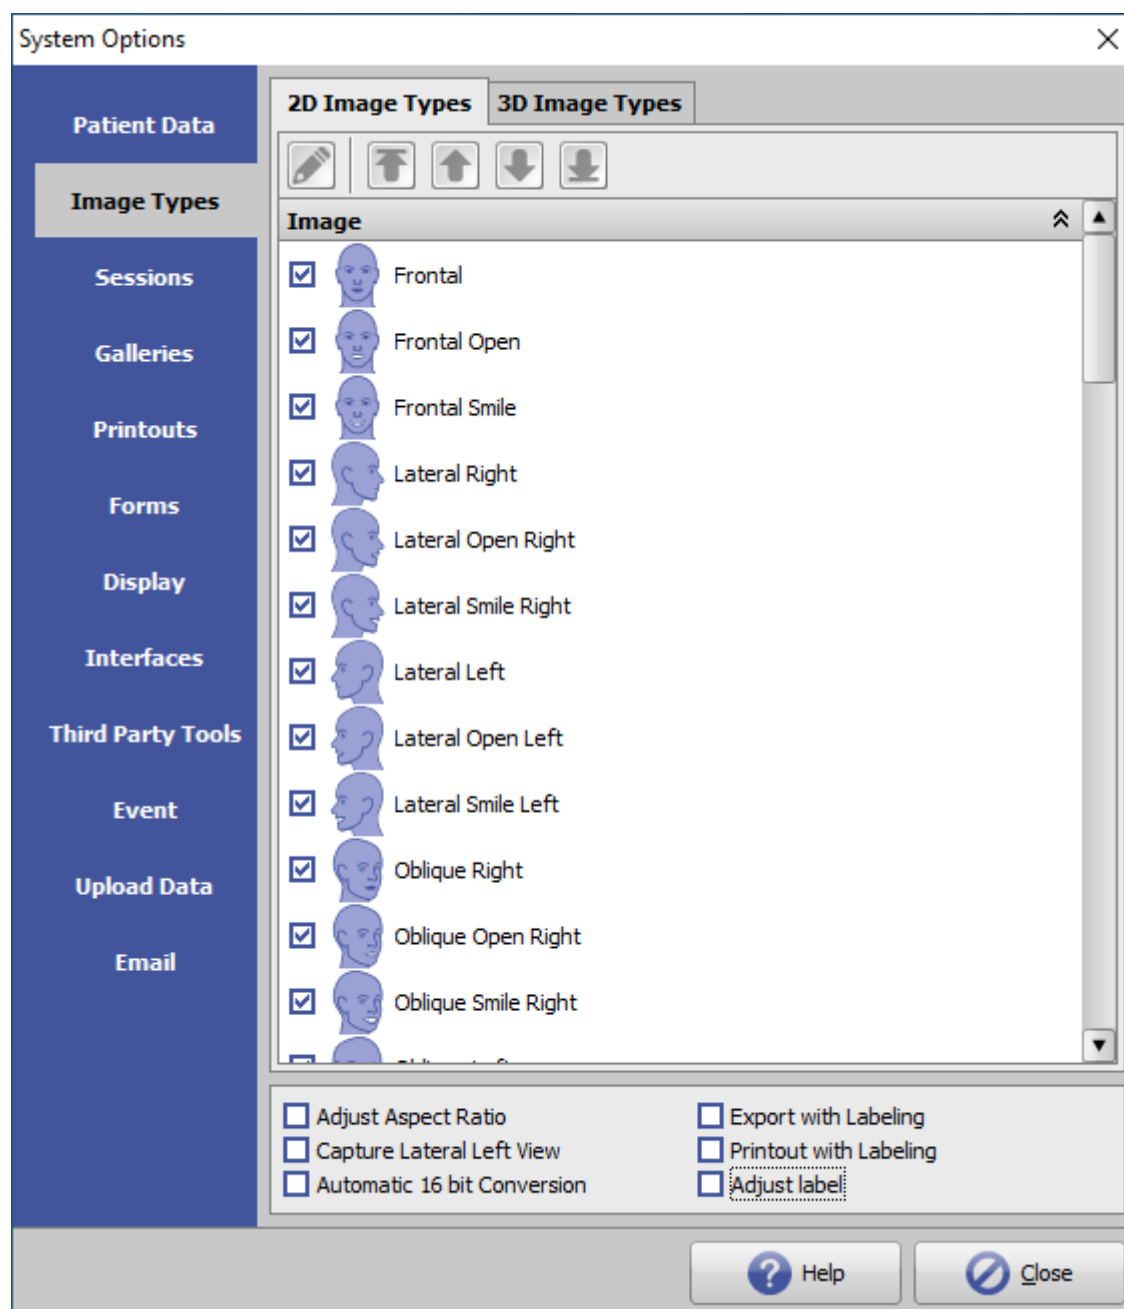 System Options
Patient Data
Image Types
Sessions
Galleries
Printouts
Forms
Display
Interfaces
Third Party Tools
Event
Upload Data
Email
2D Image Types
3D Image Types
Image
Frontal
Frontal Open
Frontal Smile
Lateral Right
Lateral Open Right
Lateral Smile Right
Lateral Left
Lateral Open Left
Lateral Smile Left
Oblique Right
Oblique Open Right
Oblique Smile Right
Adjust Aspect Ratio
Capture Lateral Left View
Automatic 16 bit Conversion
Export with Labeling
Printout with Labeling
Adjust label
Help
Close